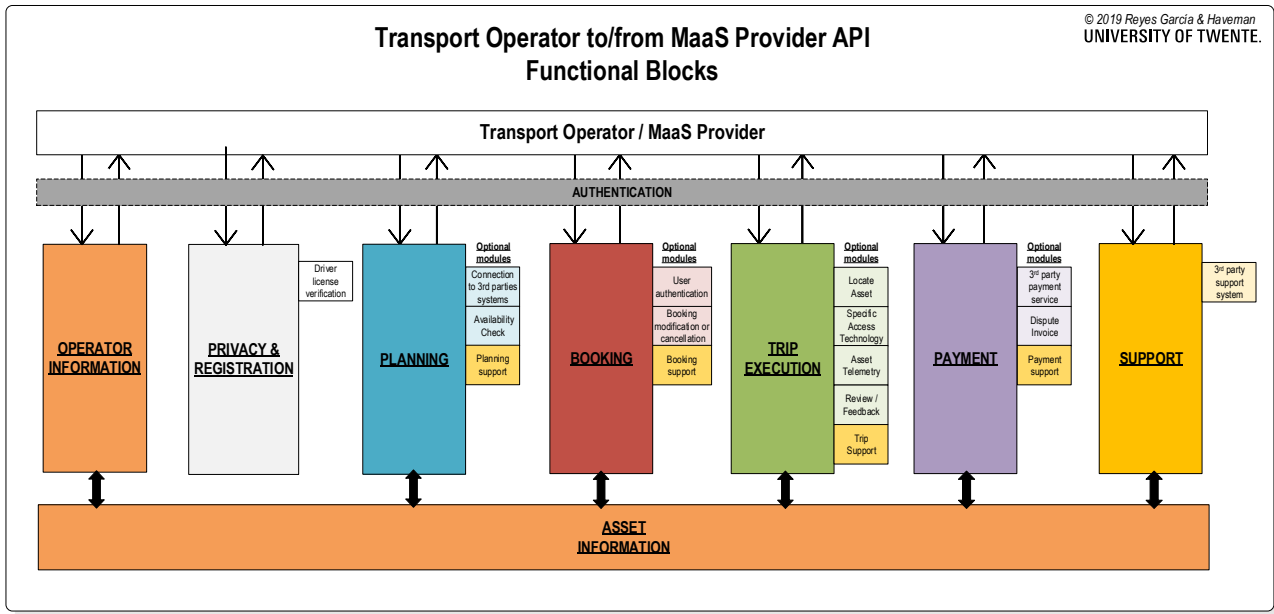 © 2019 Reyes Garcia & Haveman
UNIVERSITY OF TWENTE.
Transport Operator to/from MaaS Provider API
Functional Blocks
Transport Operator / MaaS Provider
AUTHENTICATION
OPERATOR
INFORMATION
PRIVACY &
REGISTRATION
Driver
license
verification
PLANNING
Optional
modules
Connection
to 3rd parties
systems
Availability
Check
Planning
support
BOOKING
Optional
modules
User
authentication
Booking
modification or
cancellation
Booking
support
TRIP
EXECUTION
Optional
modules
Locate
Asset
Specific
Access
Technology
Asset
Telemetry
Review /
Feedback
Trip
Support
PAYMENT
Optional
modules
3rd party
payment
service
Dispute
Invoice
Payment
support
SUPPORT
3rd party
support
system
ASSET
INFORMATION